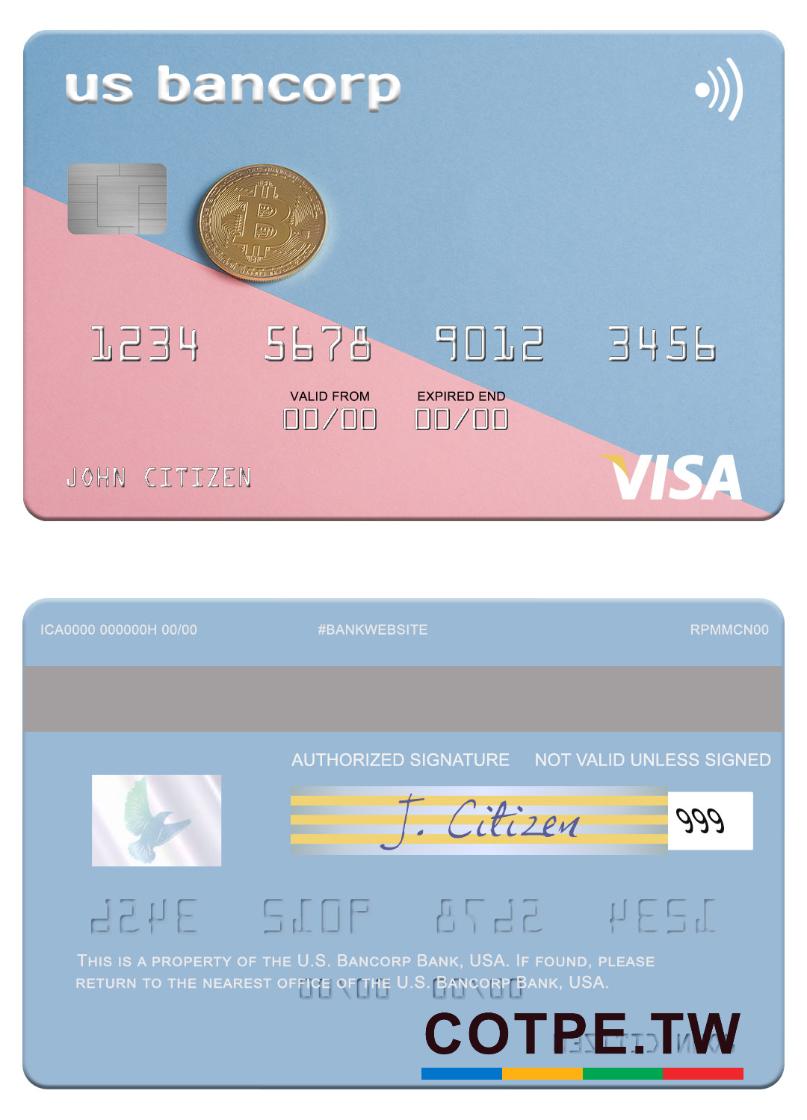 us bancorp
1234 5678 9012 3456
VALID FROM EXPIRED END
00/00 00/00
JOHN CITIZEN
VISA
ICA0000 000000H 00/00 #BANKWEBSITE RPMMCN00
AUTHORIZED SIGNATURE NOT VALID UNLESS SIGNED
J. Citizen 999
THIS IS A PROPERTY OF THE U.S. BANCORP BANK, USA. IF FOUND, PLEASE
RETURN TO THE NEAREST OFFICE OF THE U.S. BANCORP BANK, USA.
COTPE.TW